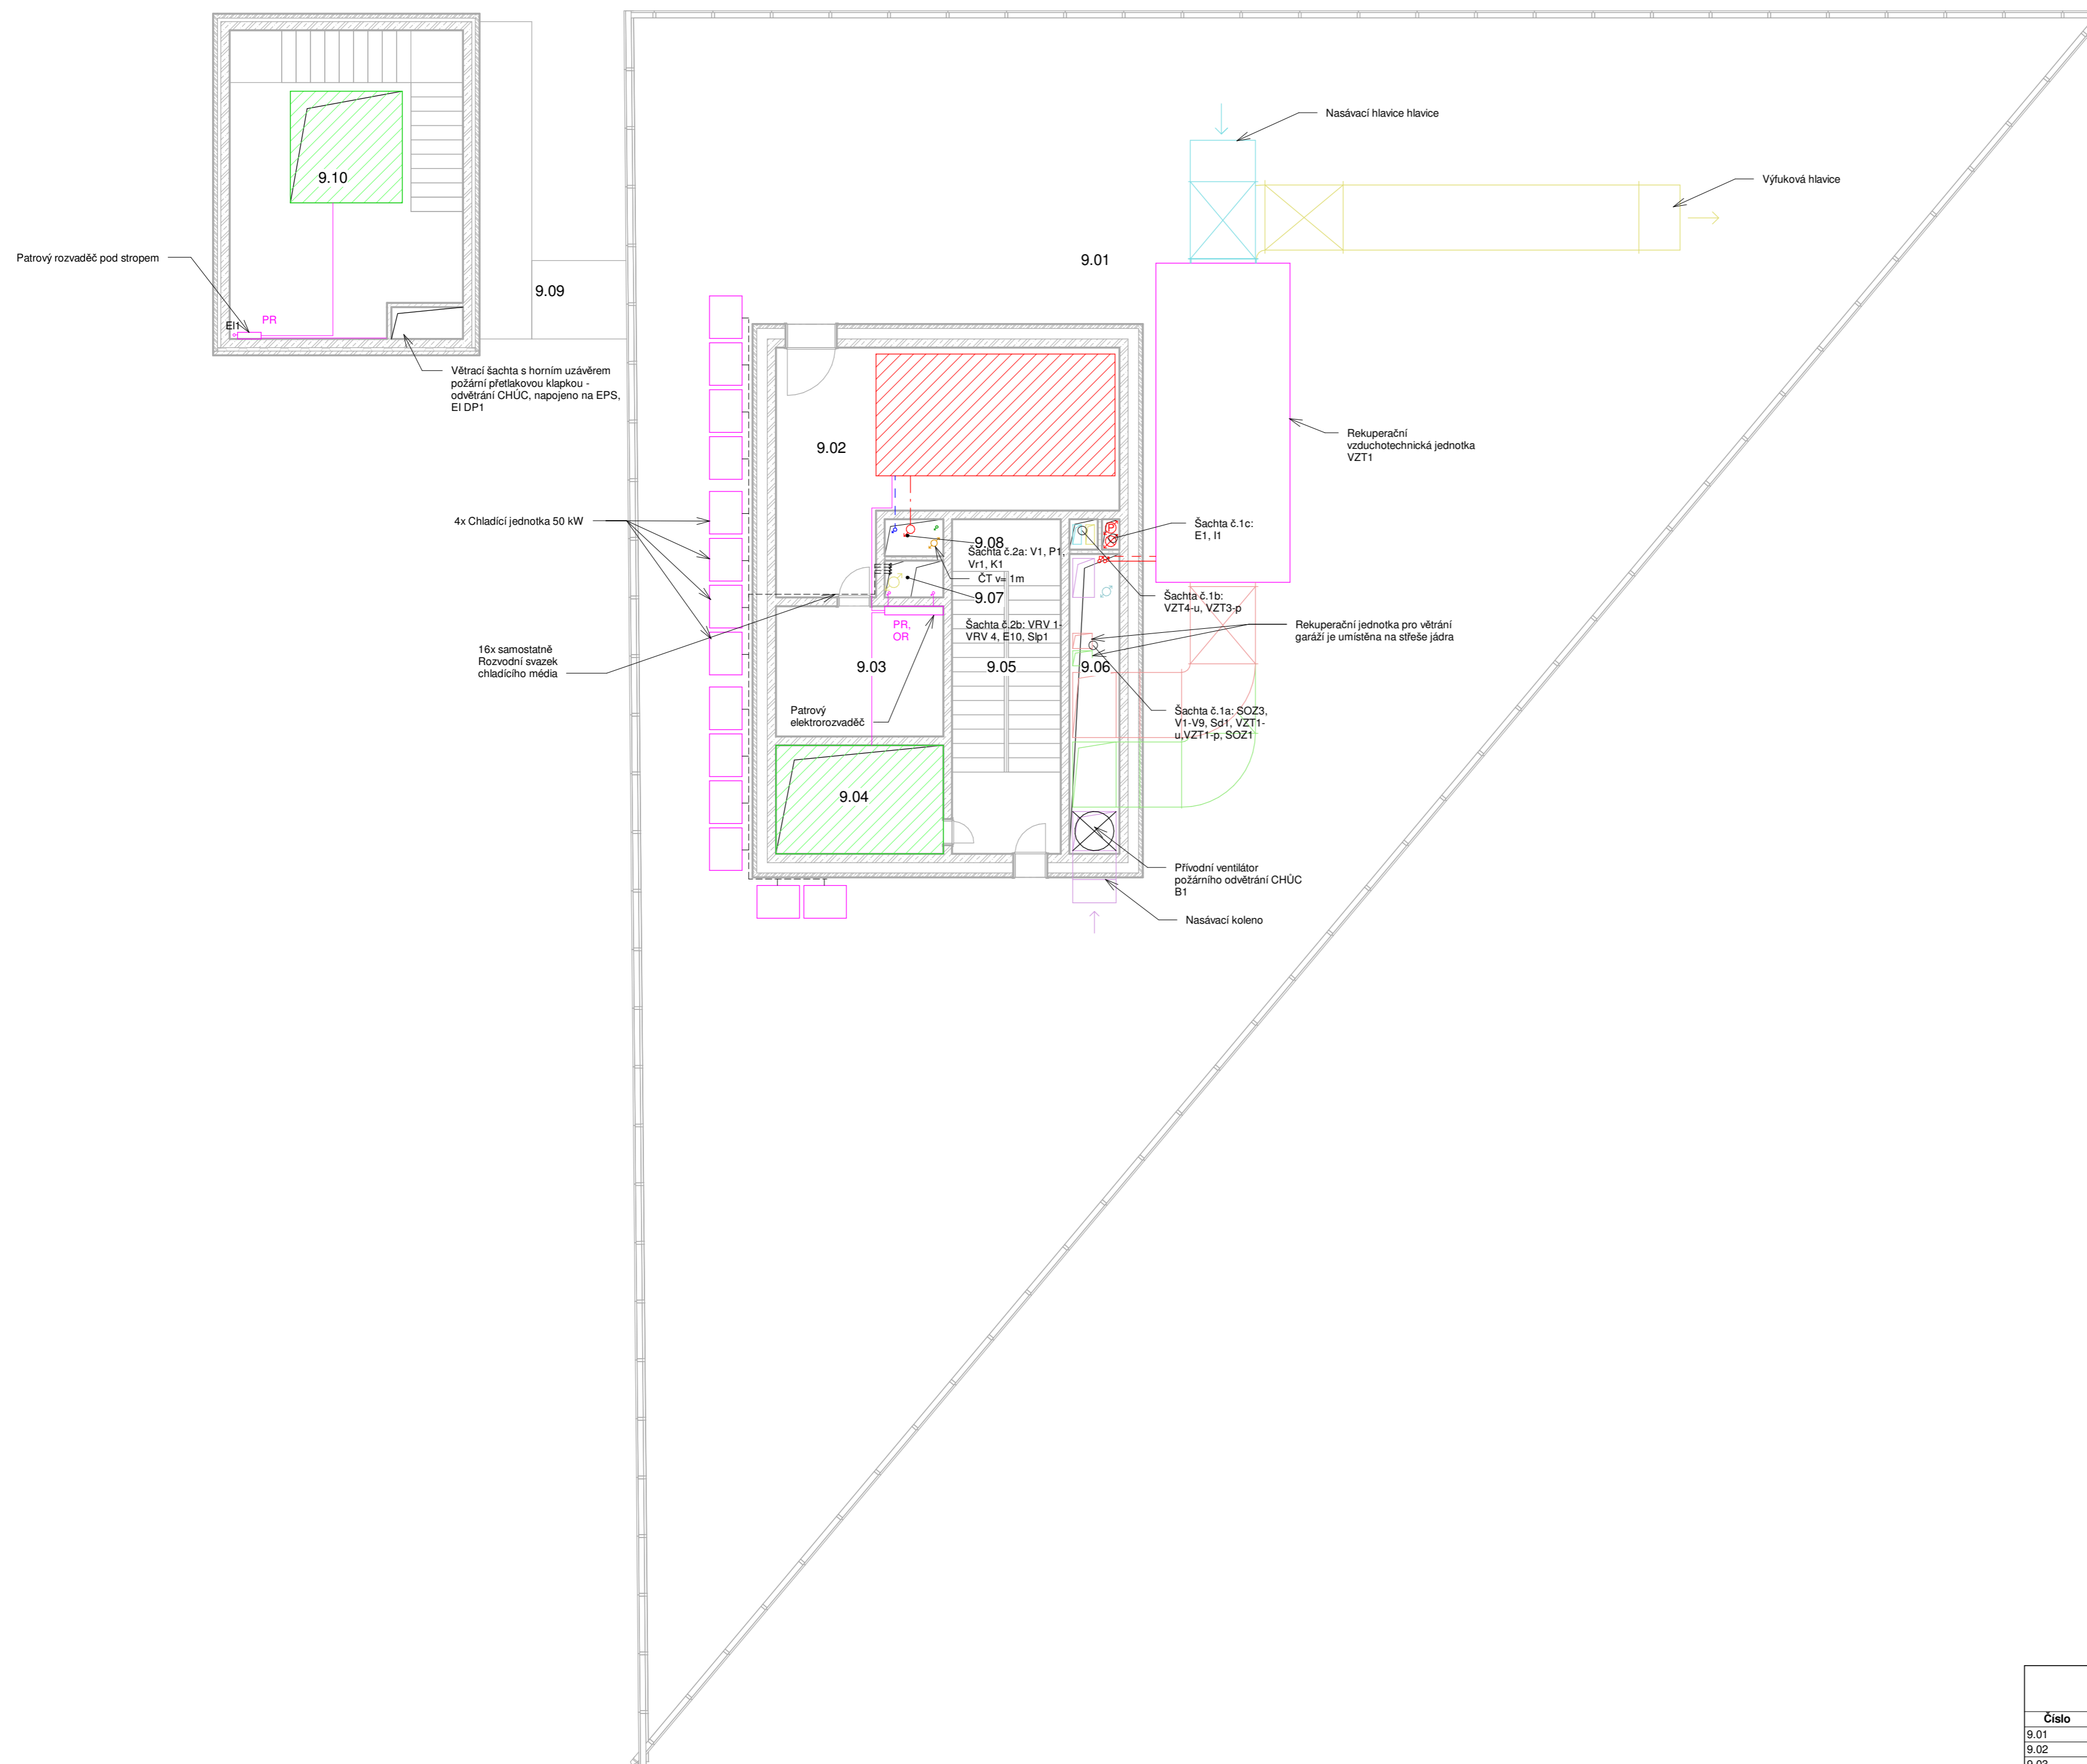 Nasávací hlavice hlavice
Výfuková hlavice
9.10
9.01
Patrový rozvaděč pod stropem
9.09
PR
El1
Větrací šachta s horním uzávěrem
požární přetlakovou klapkou -
odvětrání CHÚC, napojeno na EPS,
EI DP1
9.02
Rekuperační
vzduchotechnická jednotka
VZT1
4x Chladící jednotka 50 kW
Šachta č.1c:
E1, I1
9.08
Šachta č.2a: V1, P1,
Vr1, K1
ČT v= 1m
9.07
Šachta č.1b:
VZT4-u, VZT3-p
PR,
OR
Šachta č.2b: VRV 1-
VRV 4, E10, Slp1
Rekuperační jednotka pro větrání
garáží je umístěna na střeše jádra
16x samostatně
Rozvodní svazek
chladícího média
9.03
9.05
9.06
Patrový
elektrorozvaděč
Šachta č.1a: SOZ3,
V1-V9, Sd1, VZT1-
u,VZT1-p, SOZ1
9.04
Přívodní ventilátor
požárního odvětrání CHÚC
B1
Nasávací koleno
Číslo
9.01
9.02
9.03